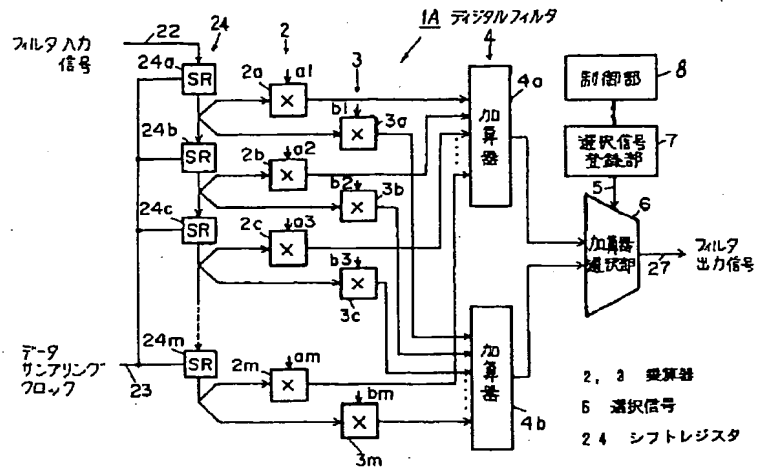 1A ディジタルフィルタ
22
24
2
4
フィルタ入力
信号
24a
SR
2a
a1
×
3
b1
×
3a
4a
加算器
制御部
8
24b
SR
2b
a2
×
b2
×
3b
選択信号
登録部
7
5
6
24c
SR
2c
a3
×
b3
×
3c
加算器
選択部
27
フィルタ
出力信号
データ
サンプリング
クロック
23
24m
SR
2m
am
×
bm
×
3m
加算器
4b
2, 3 乗算器
5 選択信号
24 シフトレジスタ